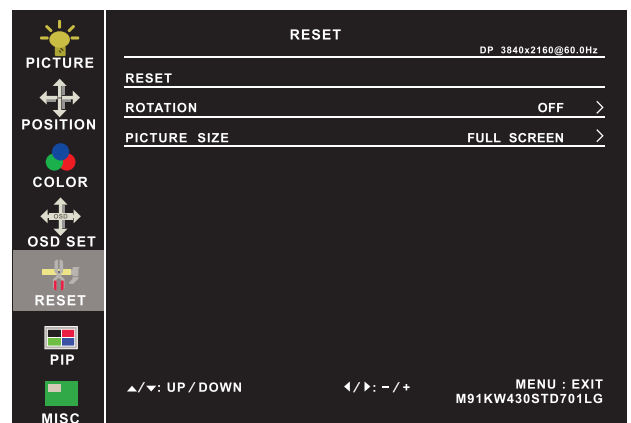 RESET
DP 3840x2160@60.0Hz
PICTURE
POSITION
COLOR
OSD
OSD SET
RESET
PIP
MISC
RESET
ROTATION OFF >
PICTURE SIZE FULL SCREEN >
▲/▼: UP/DOWN ◀/▶: -/+ MENU : EXIT
M91KW430STD701LG